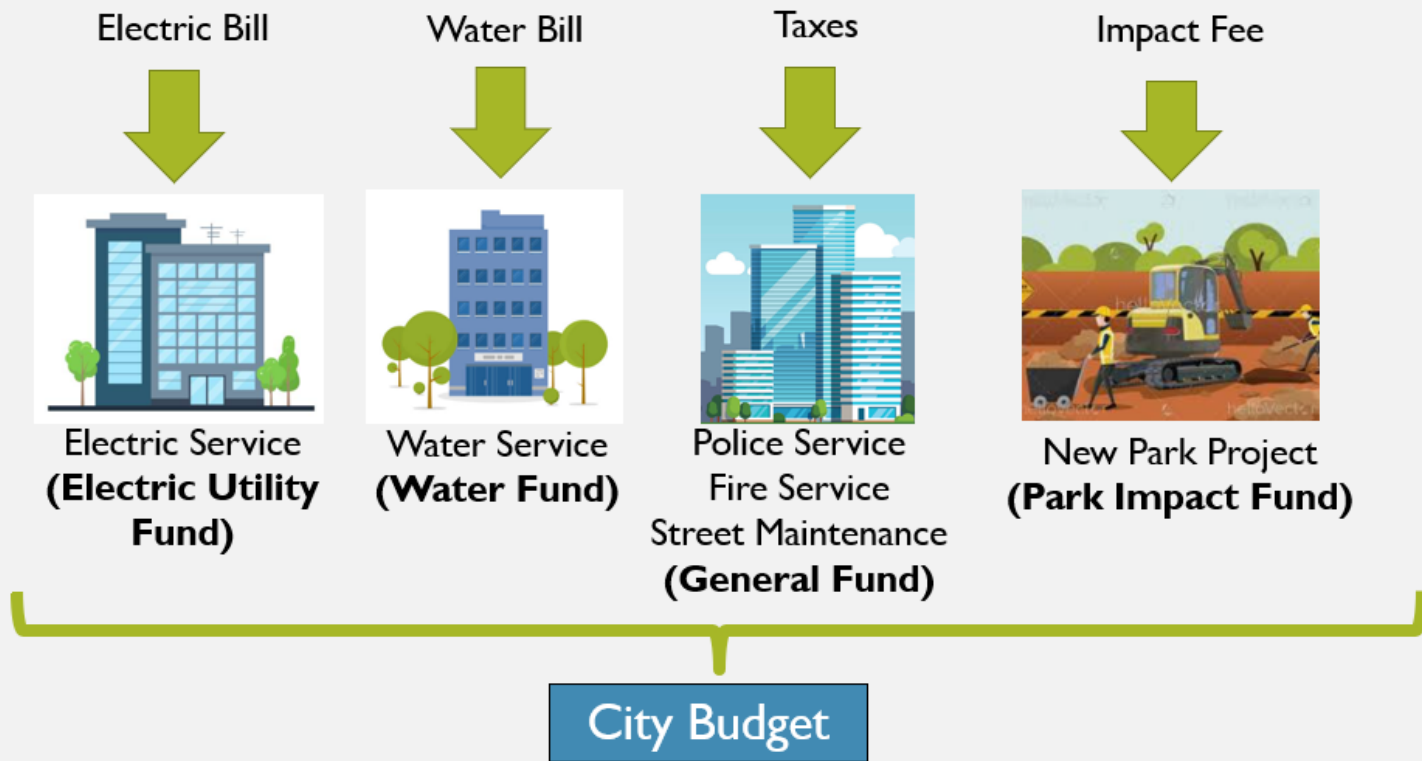 Electric Bill
Water Bill
Taxes
Impact Fee
Electric Service
(Electric Utility
Fund)
Water Service
(Water Fund)
Police Service
Fire Service
Street Maintenance
(General Fund)
New Park Project
(Park Impact Fund)
City Budget